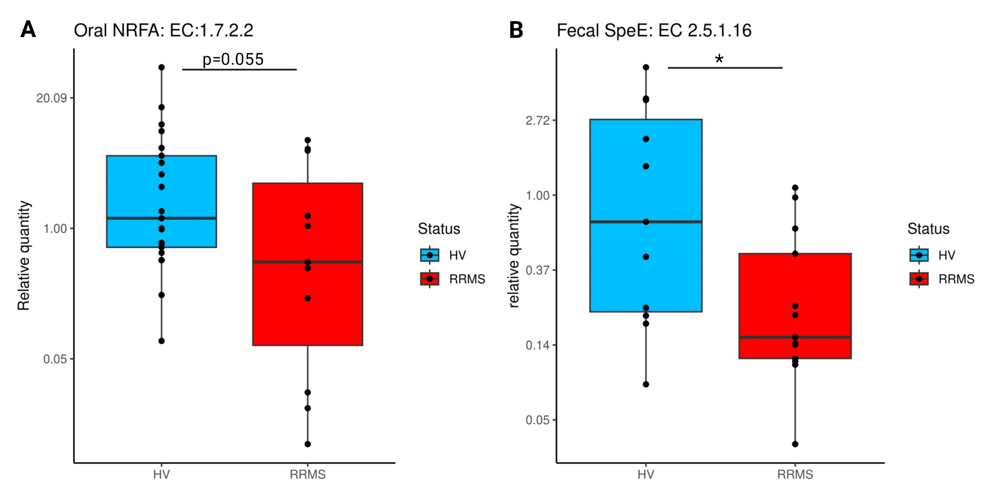 A
Oral NRFA: EC:1.7.2.2
p=0.055
20.09
1.00
0.05
Relative quantity
HV
RRMS
Status
HV
RRMS
B
Fecal SpeE: EC 2.5.1.16
*
2.72
1.00
0.37
0.14
0.05
relative quantity
HV
RRMS
Status
HV
RRMS